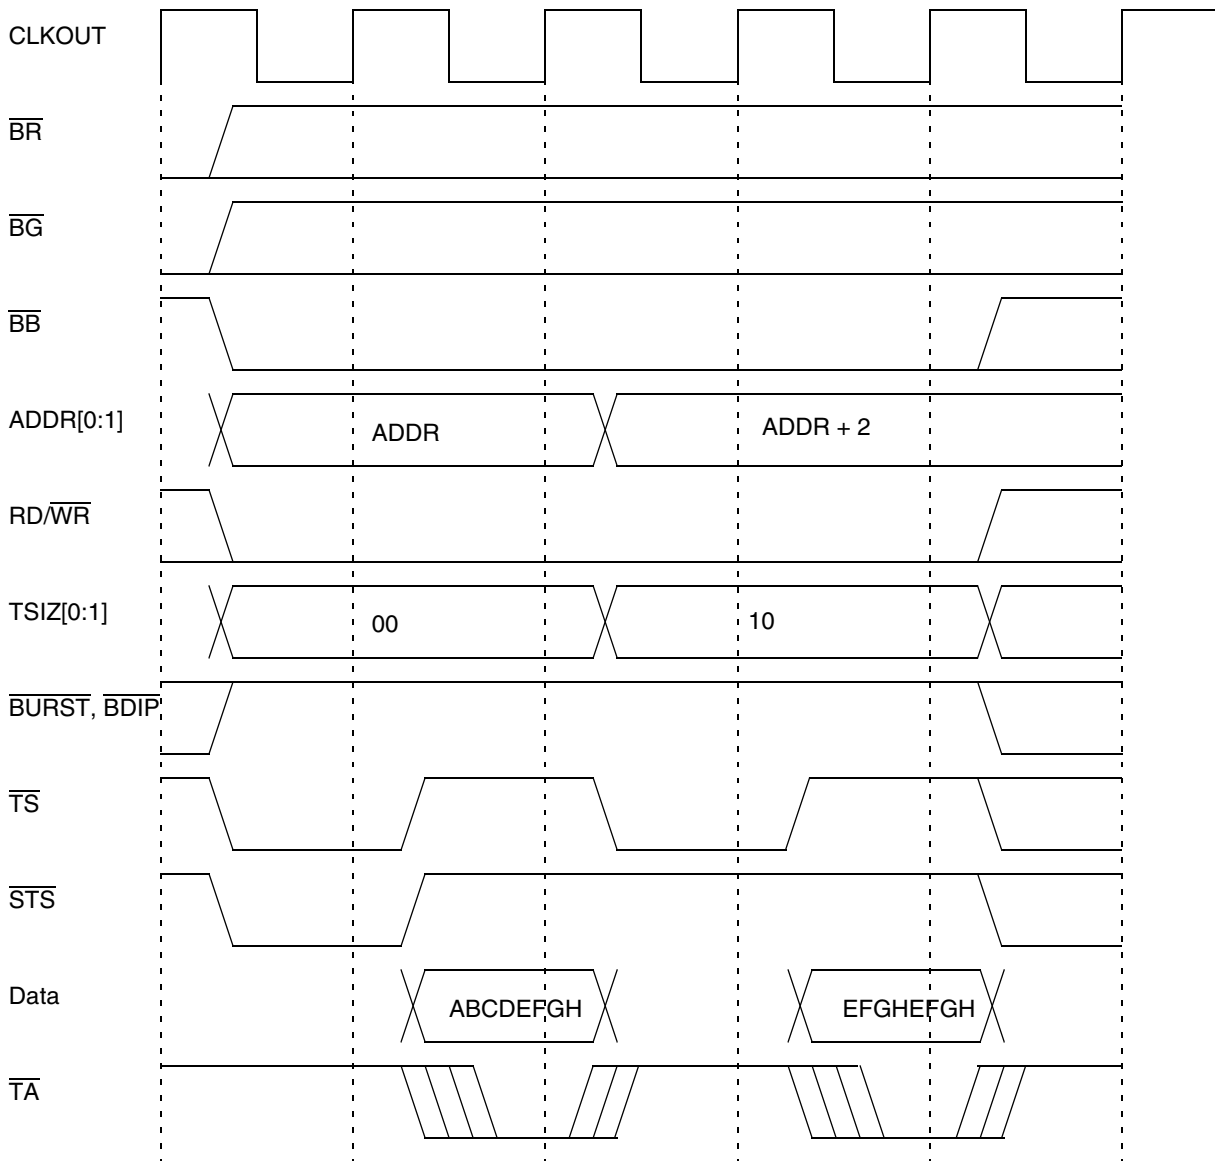 CLKOUT
BR
BG
BB
ADDR[0:1]
ADDR
ADDR + 2
RD/WR
TSIZ[0:1]
00
10
BURST, BDIP
TS
STS
Data
ABCDEFGH
EFGHEFGH
TA